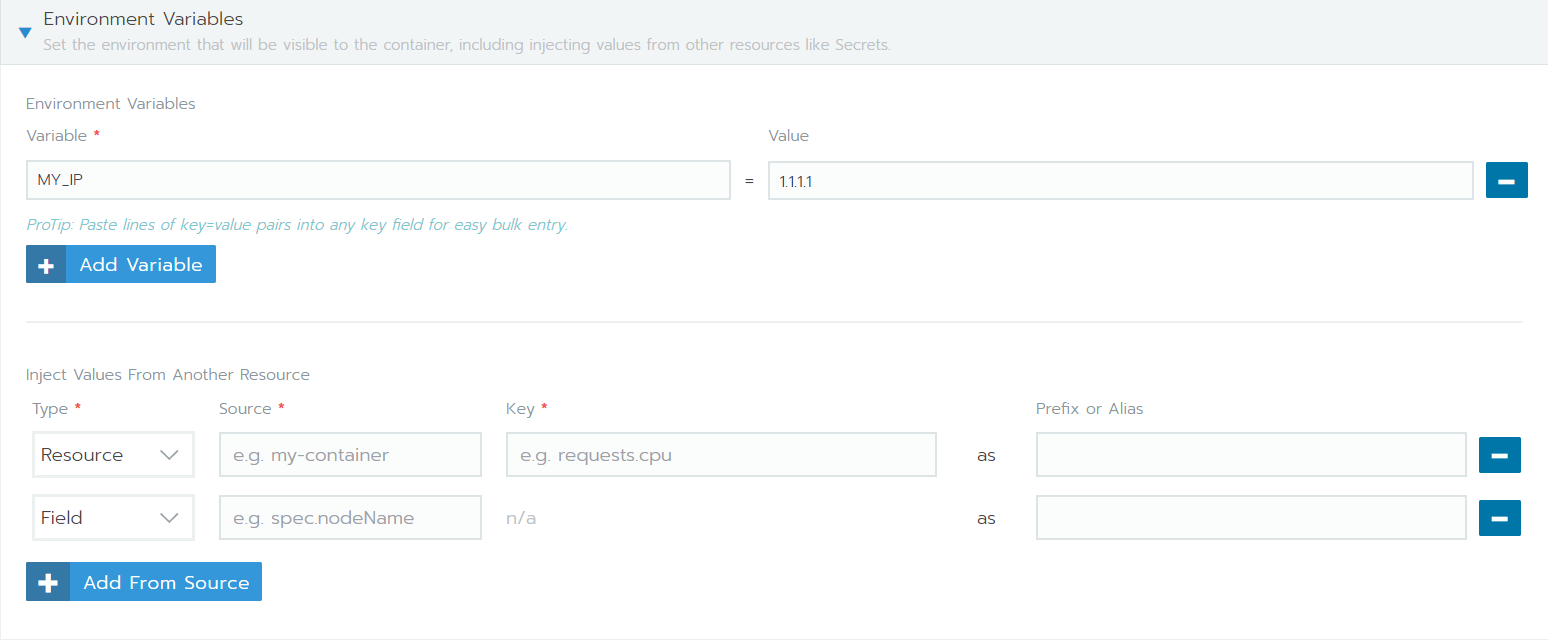 Environment Variables
Set the environment that will be visible to the container, including injecting values from other resources like Secrets.
Environment Variables
Variable * Value
MY_IP = 1.1.1.1
ProTip: Paste lines of key=value pairs into any key field for easy bulk entry.
Add Variable
Inject Values From Another Resource
Type * Source * Key * Prefix or Alias
Resource e.g. my-container e.g. requests.cpu as
Field e.g. spec.nodeName n/a as
Add From Source